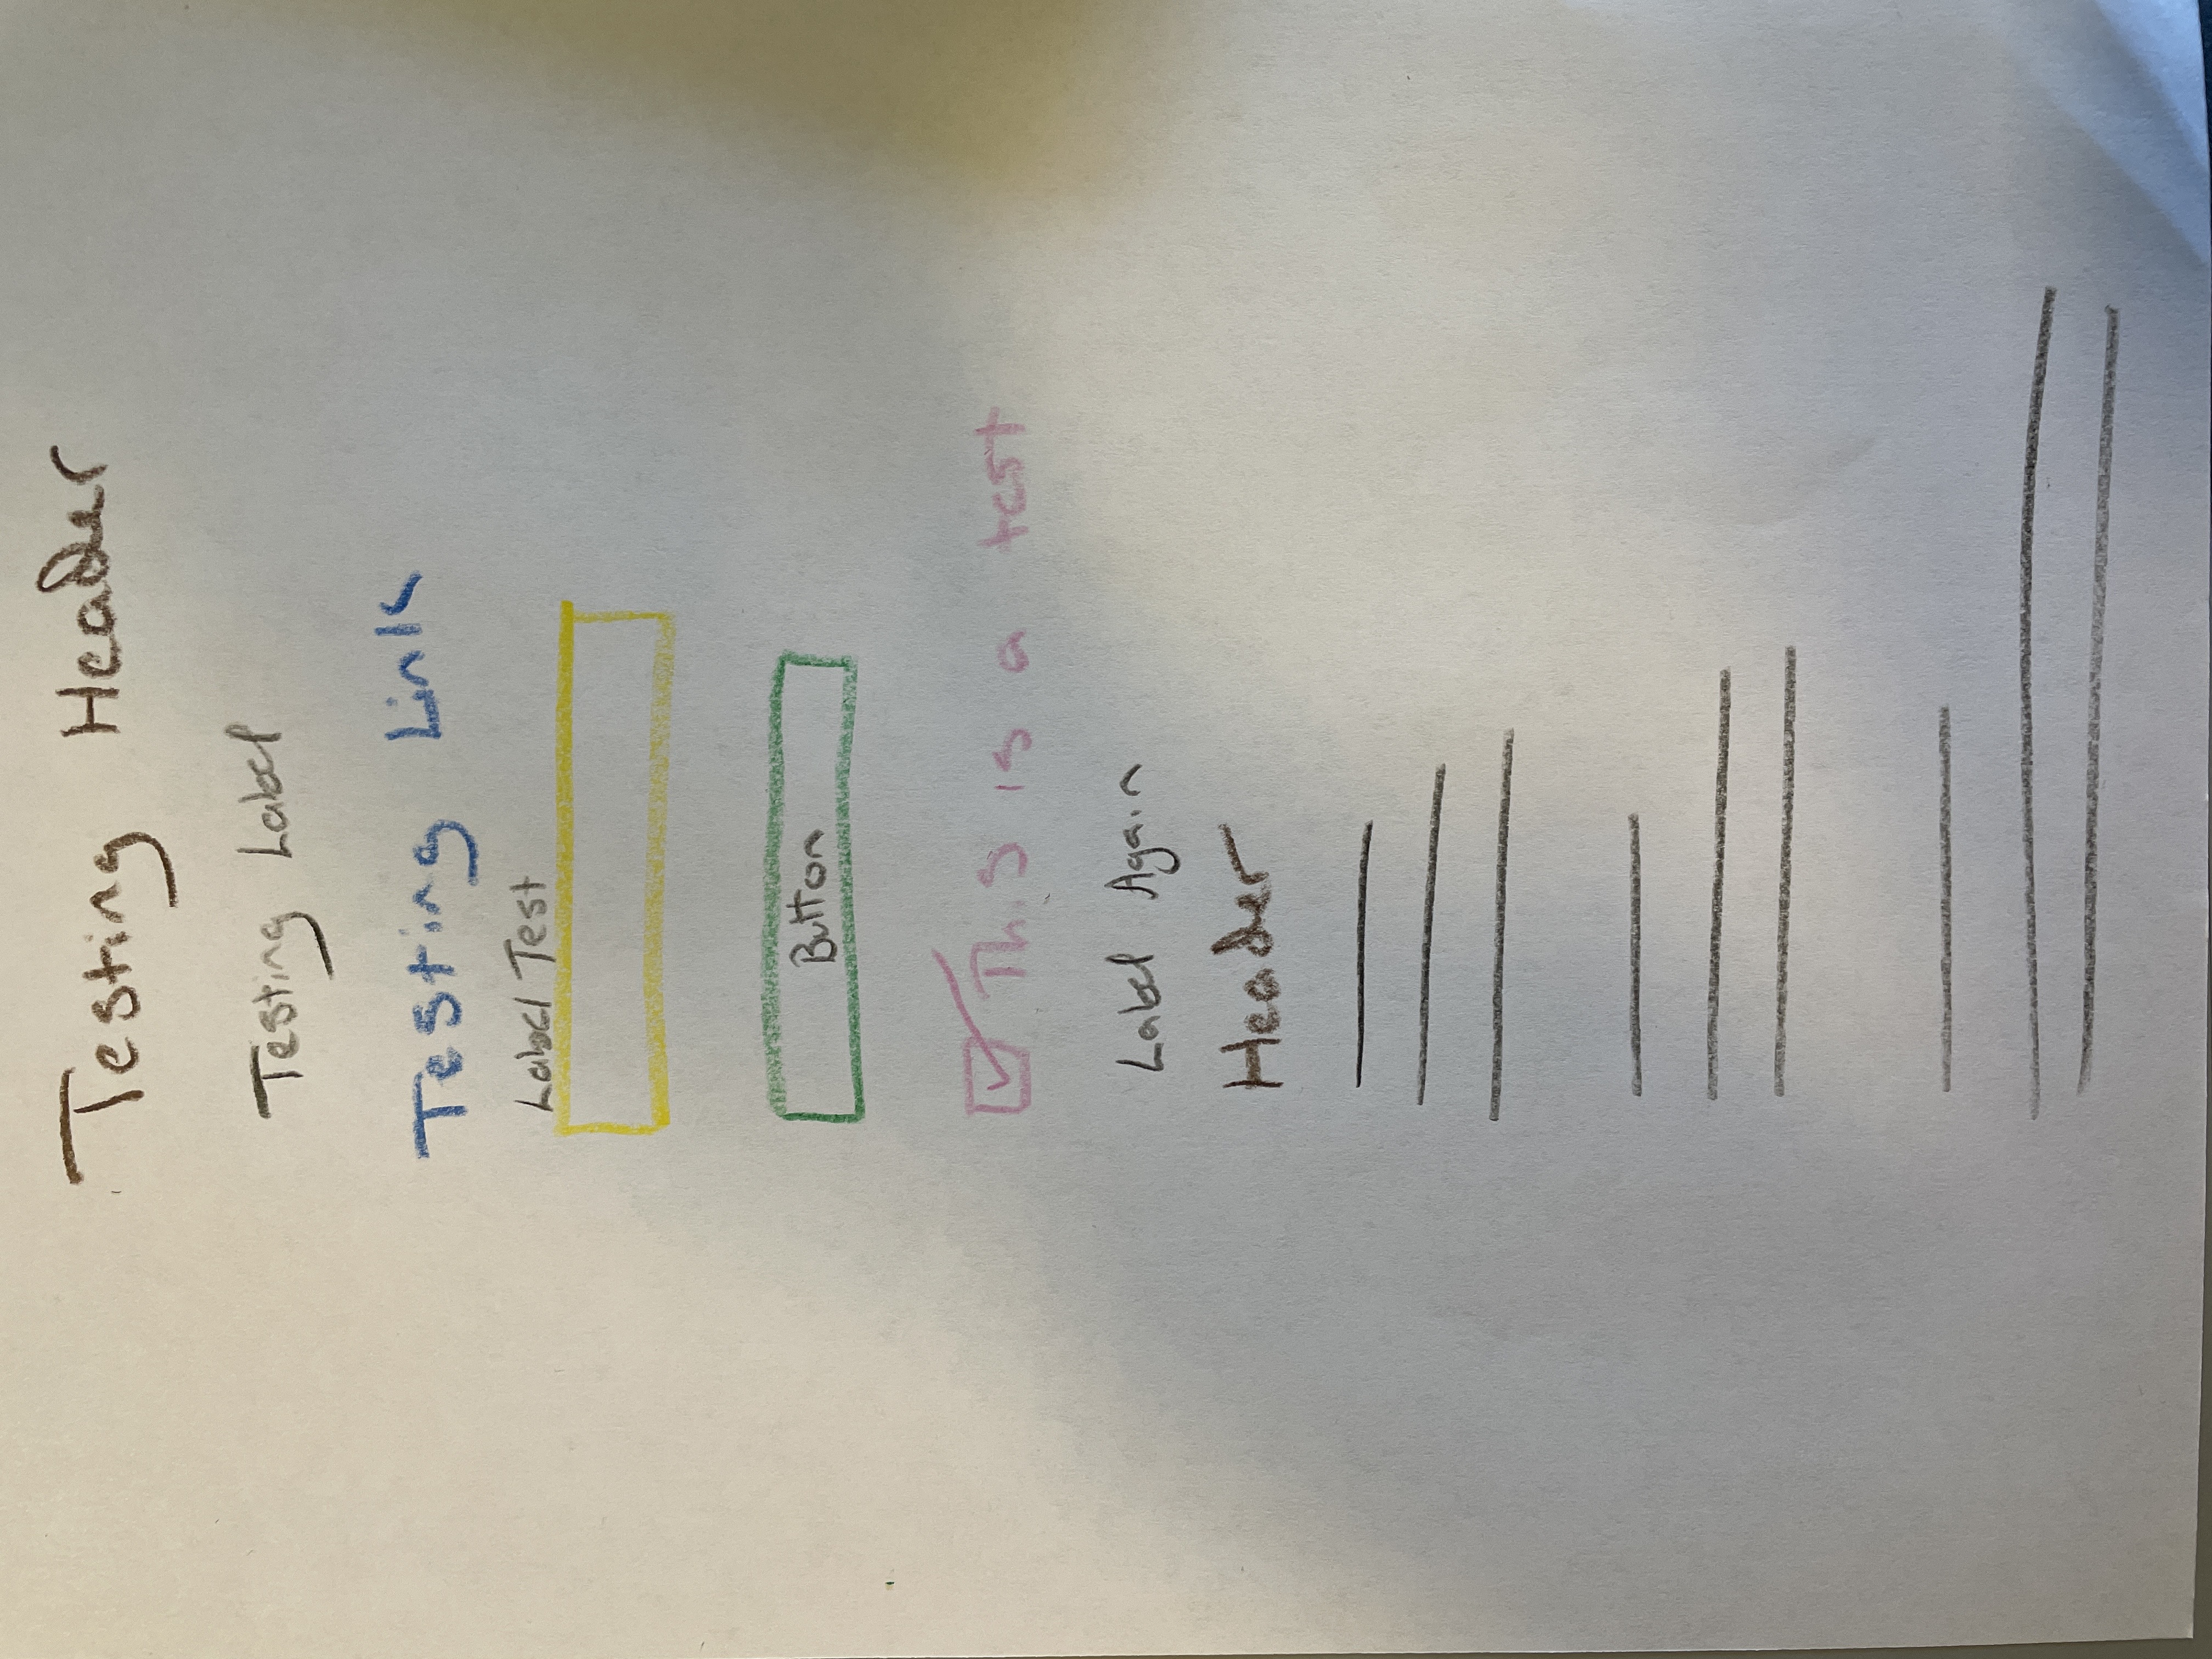 Testing Header
Testing Label
Testing Link
Label Test
Button
This is a test
Label Again
Header